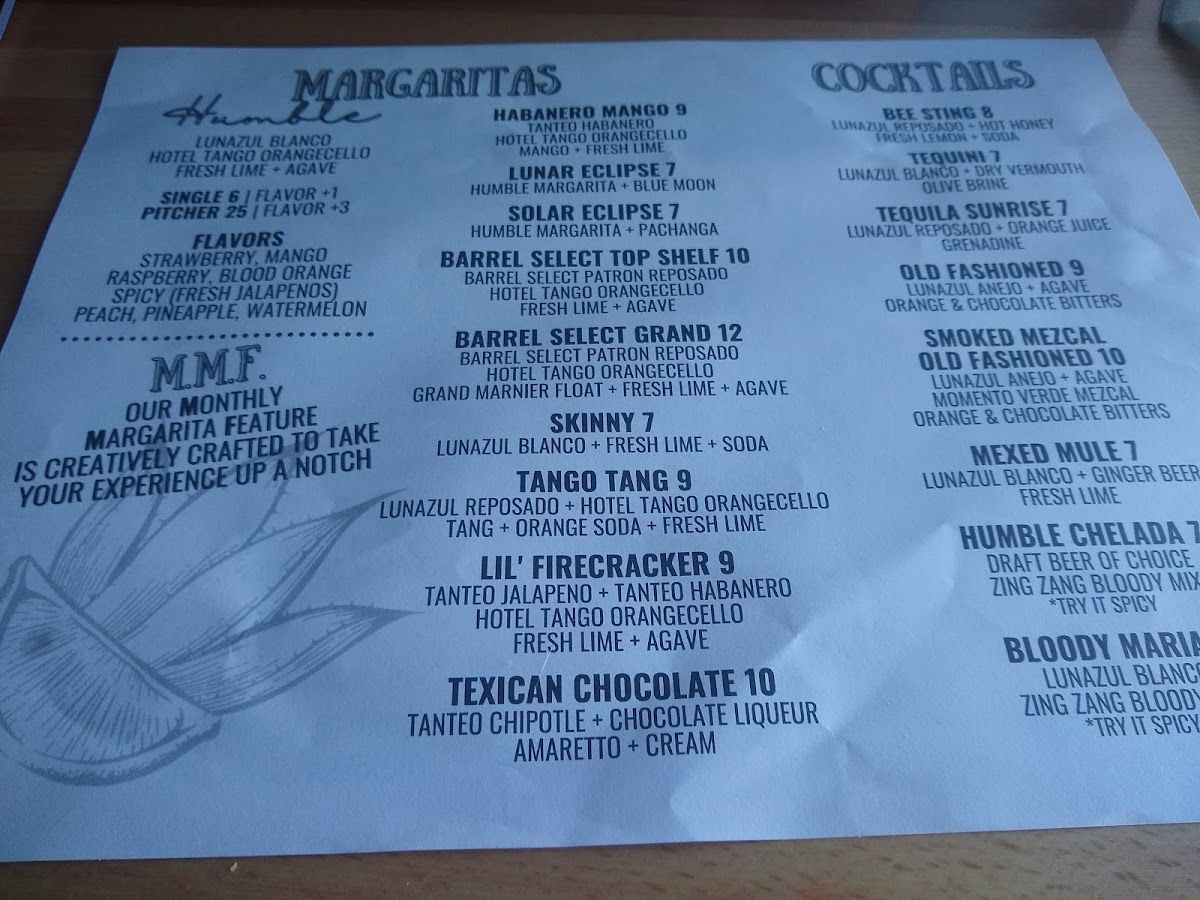 MARGARITAS
Humble
LUNAZUL BLANCO
HOTEL TANGO ORANGECELLO
FRESH LIME + AGAVE
SINGLE 6 | FLAVOR +1
PITCHER 25 | FLAVOR +3
FLAVORS
STRAWBERRY, MANGO
RASPBERRY, BLOOD ORANGE
SPICY (FRESH JALAPENOS)
PEACH, PINEAPPLE, WATERMELON
M.M.F.
OUR MONTHLY
MARGARITA FEATURE
IS CREATIVELY CRAFTED TO TAKE
YOUR EXPERIENCE UP A NOTCH
HABANERO MANGO 9
TANTEO HABANERO
HOTEL TANGO ORANGECELLO
MANGO + FRESH LIME
LUNAR ECLIPSE 7
HUMBLE MARGARITA + BLUE MOON
SOLAR ECLIPSE 7
HUMBLE MARGARITA + PACHANGA
BARREL SELECT TOP SHELF 10
BARREL SELECT PATRON REPOSADO
HOTEL TANGO ORANGECELLO
FRESH LIME + AGAVE
BARREL SELECT GRAND 12
BARREL SELECT PATRON REPOSADO
HOTEL TANGO ORANGECELLO
GRAND MARNIER FLOAT + FRESH LIME + AGAVE
SKINNY 7
LUNAZUL BLANCO + FRESH LIME + SODA
TANGO TANG 9
LUNAZUL REPOSADO + HOTEL TANGO ORANGECELLO
TANG + ORANGE SODA + FRESH LIME
LIL' FIRECRACKER 9
TANTEO JALAPENO + TANTEO HABANERO
HOTEL TANGO ORANGECELLO
FRESH LIME + AGAVE
TEXICAN CHOCOLATE 10
TANTEO CHIPOTLE + CHOCOLATE LIQUEUR
AMARETTO + CREAM
COCKTAILS
BEE STING 8
LUNAZUL REPOSADO + HOT HONEY
FRESH LEMON + SODA
TEQUINI 7
LUNAZUL BLANCO + DRY VERMOUTH
OLIVE BRINE
TEQUILA SUNRISE 7
LUNAZUL REPOSADO + ORANGE JUICE
GRENADINE
OLD FASHIONED 9
LUNAZUL ANEJO + AGAVE
ORANGE & CHOCOLATE BITTERS
SMOKED MEZCAL
OLD FASHIONED 10
LUNAZUL ANEJO + AGAVE
MOMENTO VERDE MEZCAL
ORANGE & CHOCOLATE BITTERS
MEXED MULE 7
LUNAZUL BLANCO + GINGER BEER
FRESH LIME
HUMBLE CHELADA 7
DRAFT BEER OF CHOICE
ZING ZANG BLOODY MIX
*TRY IT SPICY
BLOODY MARIA
LUNAZUL BLANCO
ZING ZANG BLOODY
*TRY IT SPICY